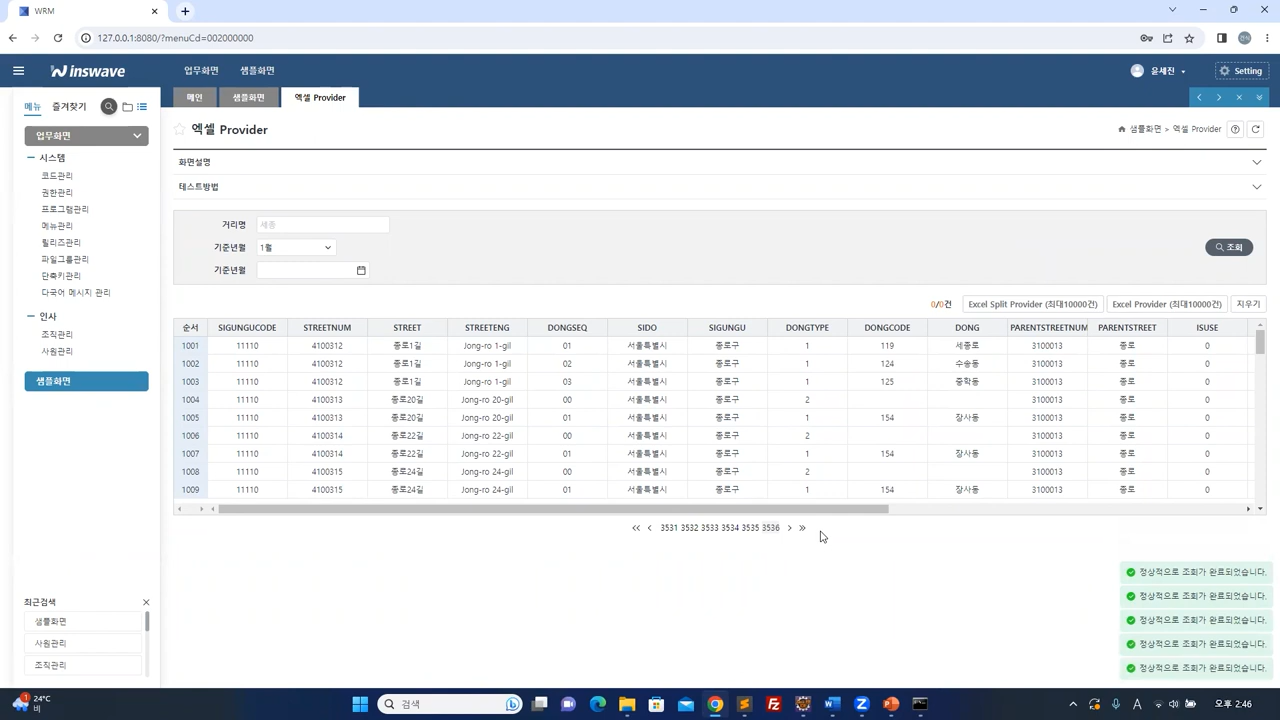 WRM
127.0.0.1:8080/?menuCd=002000000
inswave 업무화면 샘플화면 윤세진 Setting
메뉴 즐겨찾기 메인 샘플화면 엑셀 Provider
업무화면
시스템
코드관리
권한관리
프로그램관리
메뉴관리
릴리즈관리
파일그룹관리
단축키관리
다국어 메시지 관리
인사
조직관리
사원관리
샘플화면
최근검색
샘플화면
사원관리
조직관리
엑셀 Provider 샘플화면 > 엑셀 Provider
화면설명
테스트방법
거리명 세종
기준년월 1월
기준년월
조회
0/0건 Excel Split Provider (최대10000건) Excel Provider (최대10000건) 지우기
순서 SIGUNGUCODE STREETNUM STREET STREETENG DONGSEQ SIDO SIGUNGU DONGTYPE DONGCODE DONG PARENTSTREETNUM PARENTSTREET ISUSE
1001 11110 4100312 종로1길 Jong-ro 1-gil 01 서울특별시 종로구 1 119 세종로 3100013 종로 0
1002 11110 4100312 종로1길 Jong-ro 1-gil 02 서울특별시 종로구 1 124 수송동 3100013 종로 0
1003 11110 4100312 종로1길 Jong-ro 1-gil 03 서울특별시 종로구 1 125 중학동 3100013 종로 0
1004 11110 4100313 종로20길 Jong-ro 20-gil 00 서울특별시 종로구 2 3100013 종로 0
1005 11110 4100313 종로20길 Jong-ro 20-gil 01 서울특별시 종로구 1 154 장사동 3100013 종로 0
1006 11110 4100314 종로22길 Jong-ro 22-gil 00 서울특별시 종로구 2 3100013 종로 0
1007 11110 4100314 종로22길 Jong-ro 22-gil 01 서울특별시 종로구 1 154 장사동 3100013 종로 0
1008 11110 4100315 종로24길 Jong-ro 24-gil 00 서울특별시 종로구 2 3100013 종로 0
1009 11110 4100315 종로24길 Jong-ro 24-gil 01 서울특별시 종로구 1 154 장사동 3100013 종로 0
3531 3532 3533 3534 3535 3536
정상적으로 조회가 완료되었습니다.
정상적으로 조회가 완료되었습니다.
정상적으로 조회가 완료되었습니다.
정상적으로 조회가 완료되었습니다.
정상적으로 조회가 완료되었습니다.
1 24°C
비
검색
A 오후 2:46